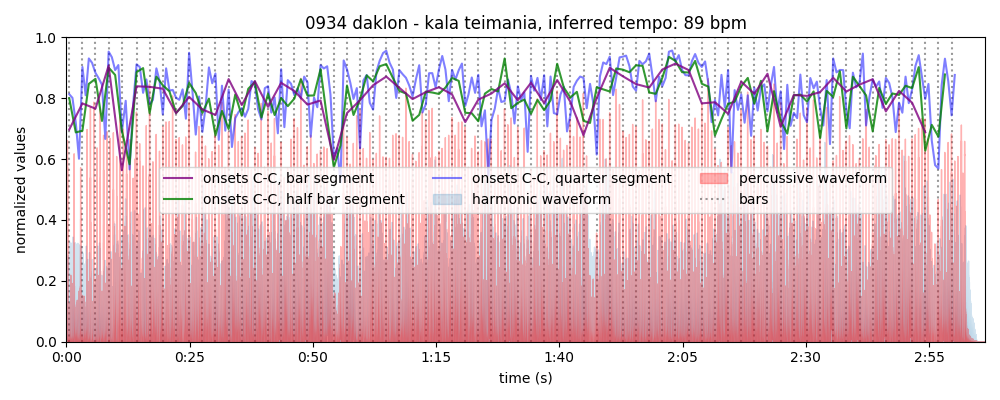 0934 daklon - kala teimania, inferred tempo: 89 bpm
1.0
0.8
0.6
0.4
0.2
0.0
normalized values
onsets C-C, bar segment
onsets C-C, half bar segment
onsets C-C, quarter segment
harmonic waveform
percussive waveform
bars
0:00 0:25 0:50 1:15 1:40 2:05 2:30 2:55
time (s)